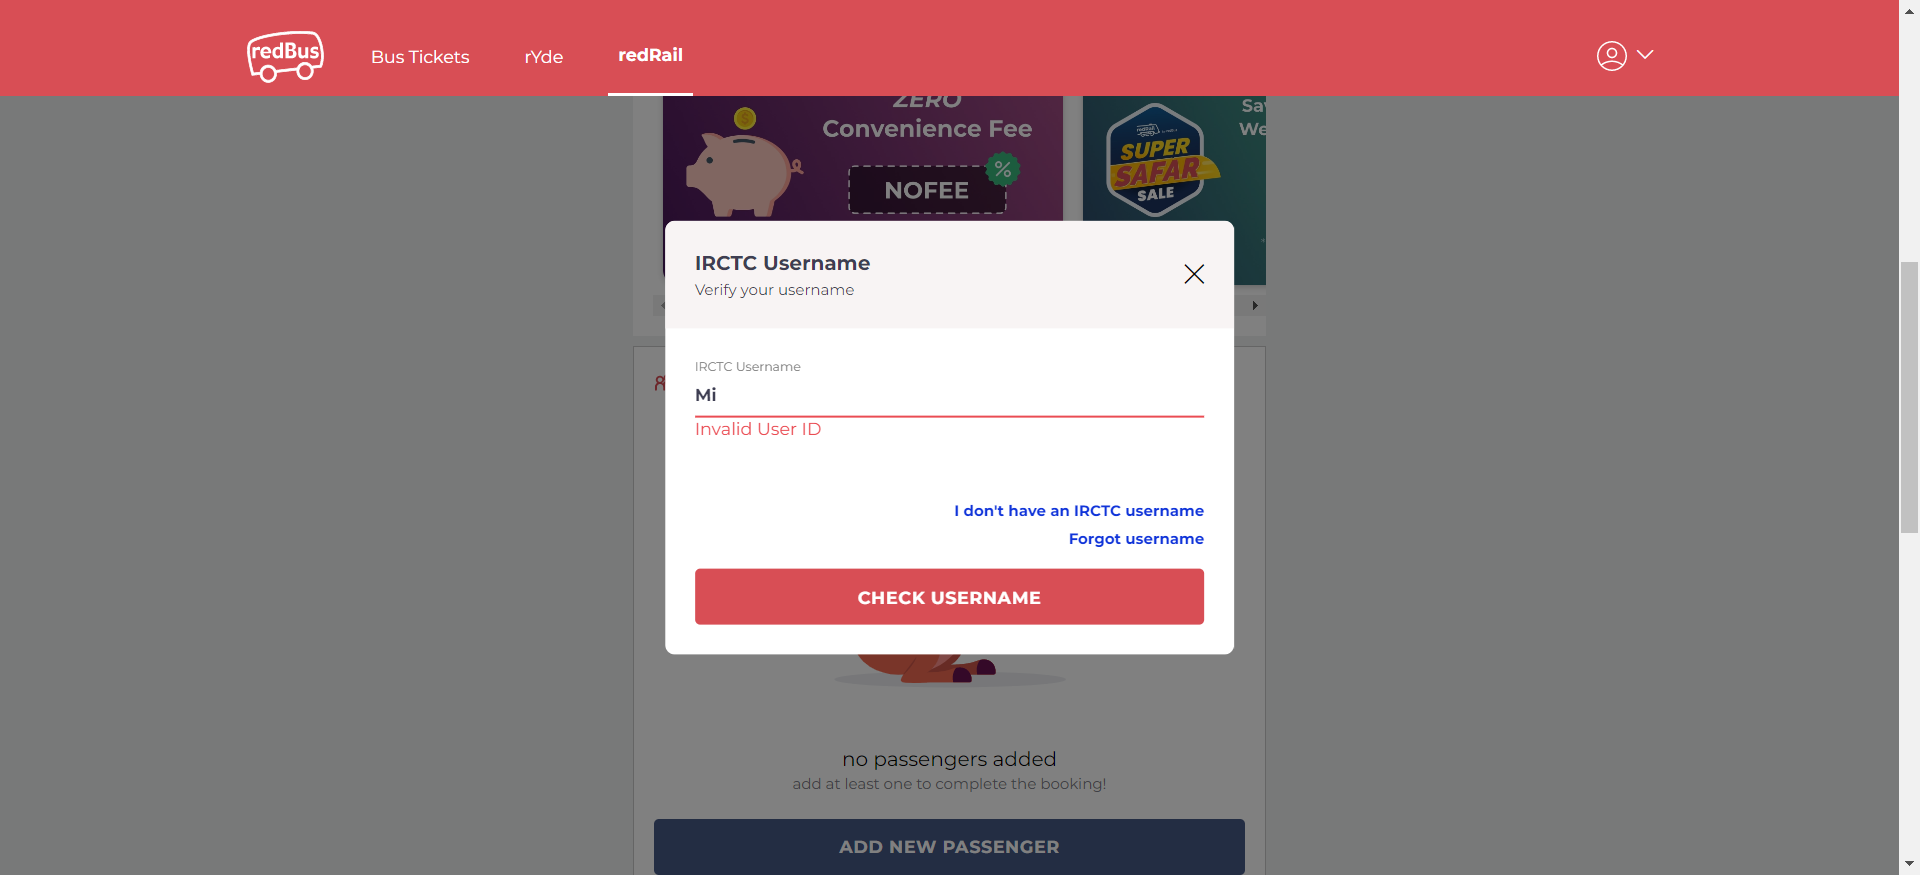 redBus
Bus Tickets
rYde
redRail
ZERO
Convenience Fee
%
NOFEE
redBus
SUPER
SAFAR
SALE
IRCTC Username
Verify your username
IRCTC Username
Mi
Invalid User ID
I don't have an IRCTC username
Forgot username
CHECK USERNAME
no passengers added
add at least one to complete the booking!
ADD NEW PASSENGER